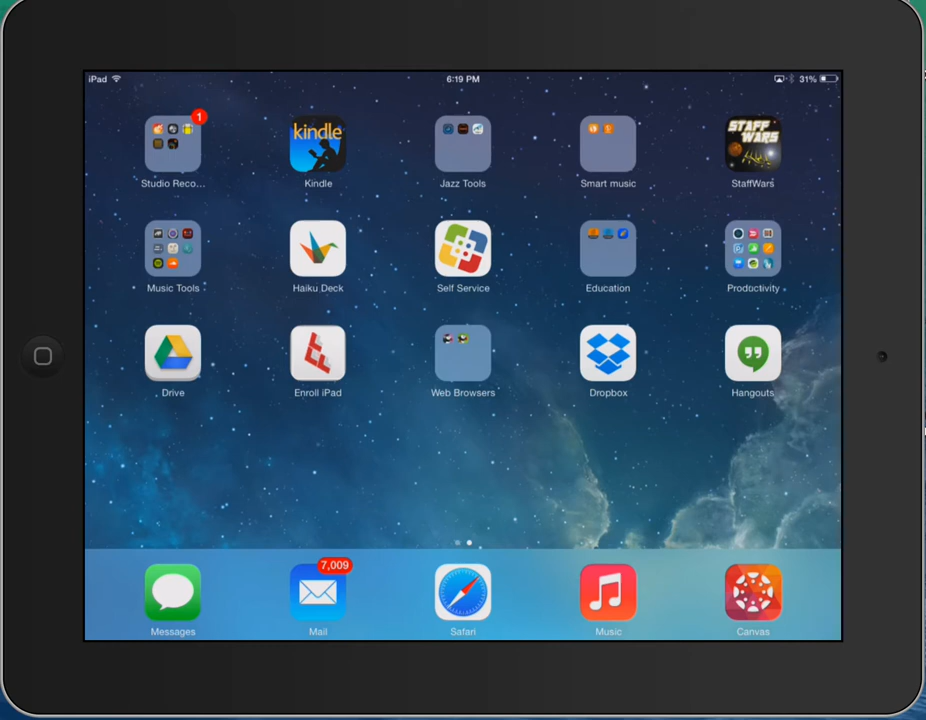 iPad 6:19 PM 31%
1
kindle
STAFF
WARS
Studio Reco... Kindle Jazz Tools Smart music StaffWars
Music Tools Haiku Deck Self Service Education Productivity
Drive Enroll iPad Web Browsers Dropbox Hangouts
7,009
Messages Mail Safari Music Canvas